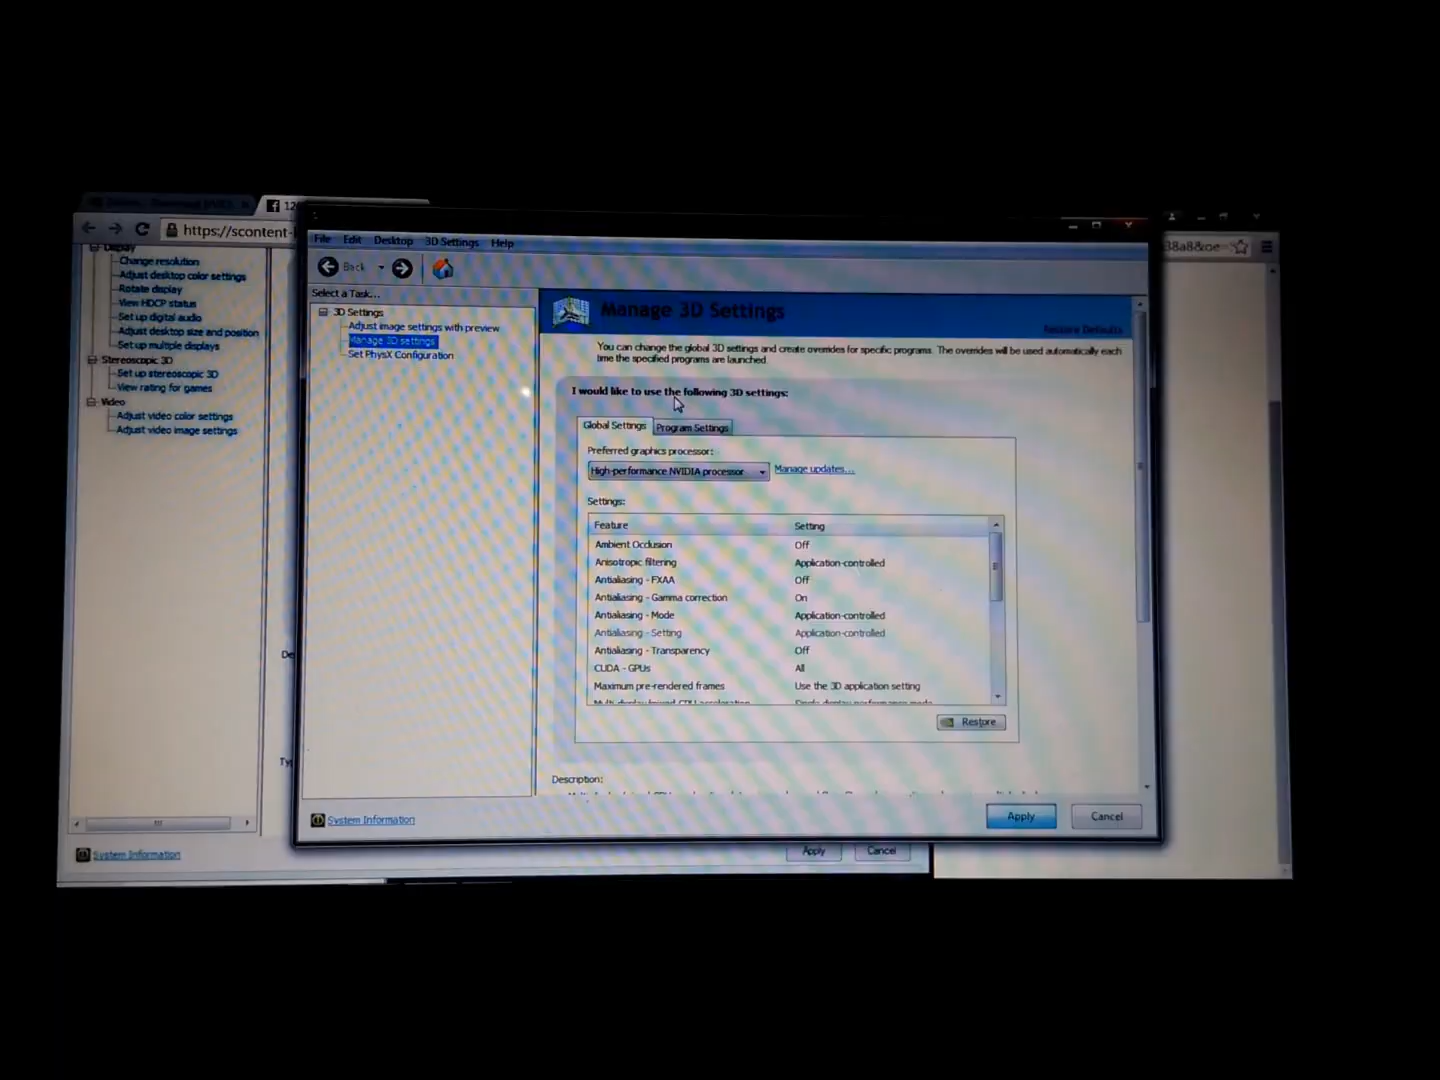 https://scontent-
38a8&oe=
Display
Change resolution
Adjust desktop color settings
Rotate display
View HDCP status
Set up digital audio
Adjust desktop size and position
Set up multiple displays
Stereoscopic 3D
Set up stereoscopic 3D
View rating for games
Video
Adjust video color settings
Adjust video image settings
System Information
File Edit Desktop 3D Settings Help
Back
Select a Task...
3D Settings
Adjust image settings with preview
Manage 3D settings
Set PhysX Configuration
System Information
Manage 3D Settings
Restore Defaults
You can change the global 3D settings and create overrides for specific programs. The overrides will be used automatically each
time the specified programs are launched.
I would like to use the following 3D settings:
Global Settings Program Settings
Preferred graphics processor:
High-performance NVIDIA processor Manage updates...
Settings:
Feature Setting
Ambient Occlusion Off
Anisotropic filtering Application-controlled
Antialiasing - FXAA Off
Antialiasing - Gamma correction On
Antialiasing - Mode Application-controlled
Antialiasing - Setting Application-controlled
Antialiasing - Transparency Off
CUDA - GPUs All
Maximum pre-rendered frames Use the 3D application setting
Restore
Description:
Apply Cancel
Apply Cancel